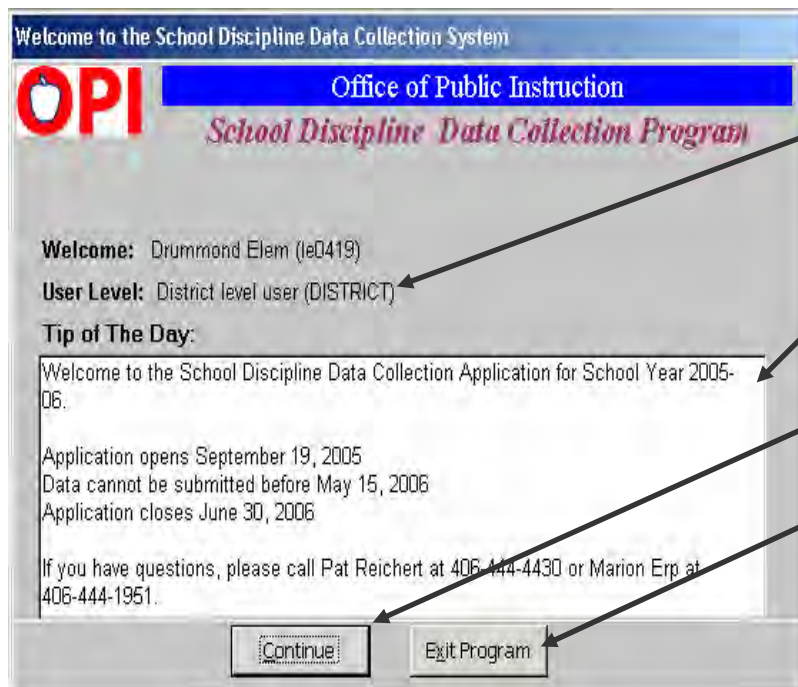 Welcome to the School Discipline Data Collection System
OPI
Office of Public Instruction
School Discipline Data Collection Program
Welcome: Drummond Elem (le0419)
User Level: District level user (DISTRICT)
Tip of The Day:
Welcome to the School Discipline Data Collection Application for School Year 2005-
06.
Application opens September 19, 2005
Data cannot be submitted before May 15, 2006
Application closes June 30, 2006
If you have questions, please call Pat Reichert at 406-444-4430 or Marion Erp at
406-444-1951.
Continue
Exit Program